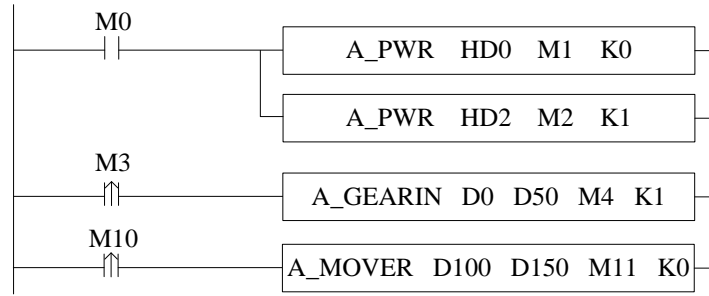 M0
A_PWR HD0 M1 K0
A_PWR HD2 M2 K1
M3
A_GEARIN D0 D50 M4 K1
M10
A_MOVER D100 D150 M11 K0